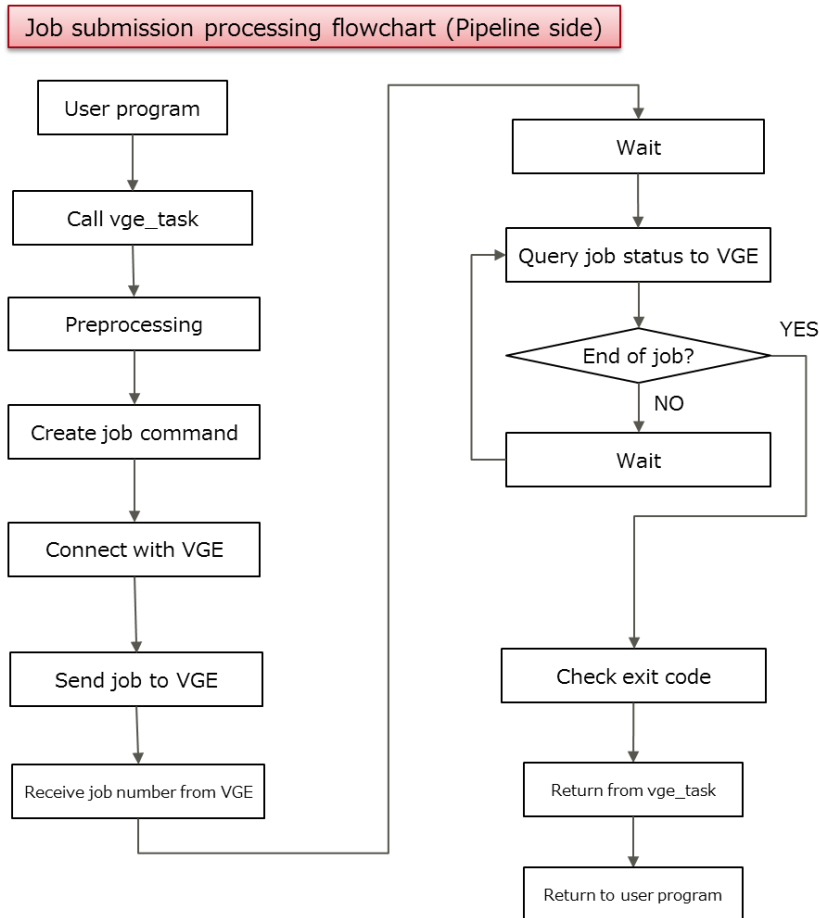 Job submission processing flowchart (Pipeline side)
User program
Call vge_task
Preprocessing
Create job command
Connect with VGE
Send job to VGE
Receive job number from VGE
Wait
Query job status to VGE
End of job?
YES
NO
Wait
Check exit code
Return from vge_task
Return to user program